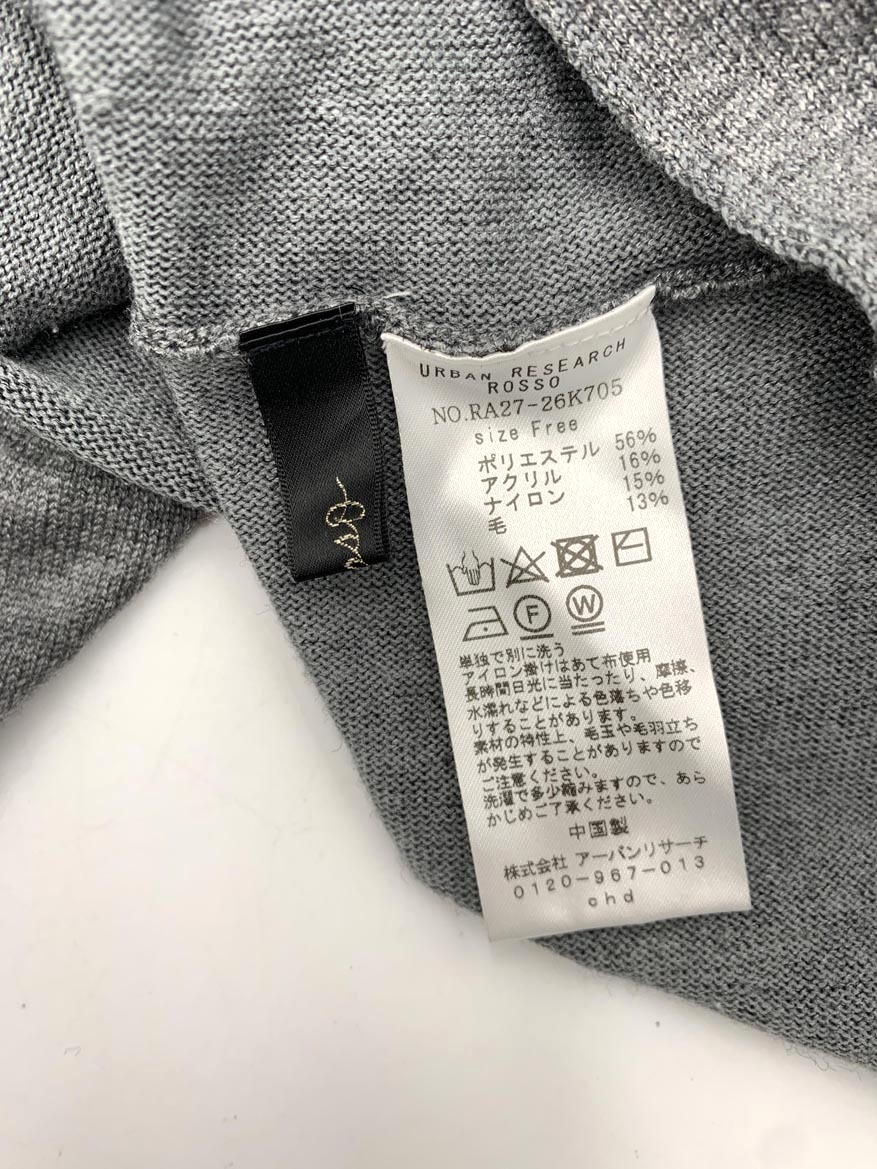 URBAN RESEARCH
ROSSO
NO.RA27-26K705
size Free
ポリエステル 56%
アクリル 16%
ナイロン 15%
毛 13%
F W
単独で別に洗う
アイロン掛けはあて布使用
長時間日光に当たったり、摩擦、
水濡れなどによる色落ちや色移
りすることがあります。
素材の特性上、毛玉や毛羽立ち
が発生することがありますので
ご注意ください。
洗濯で多少縮みますので、あら
かじめご了承ください。
中国製
株式会社 アーバンリサーチ
0120-967-013
chd